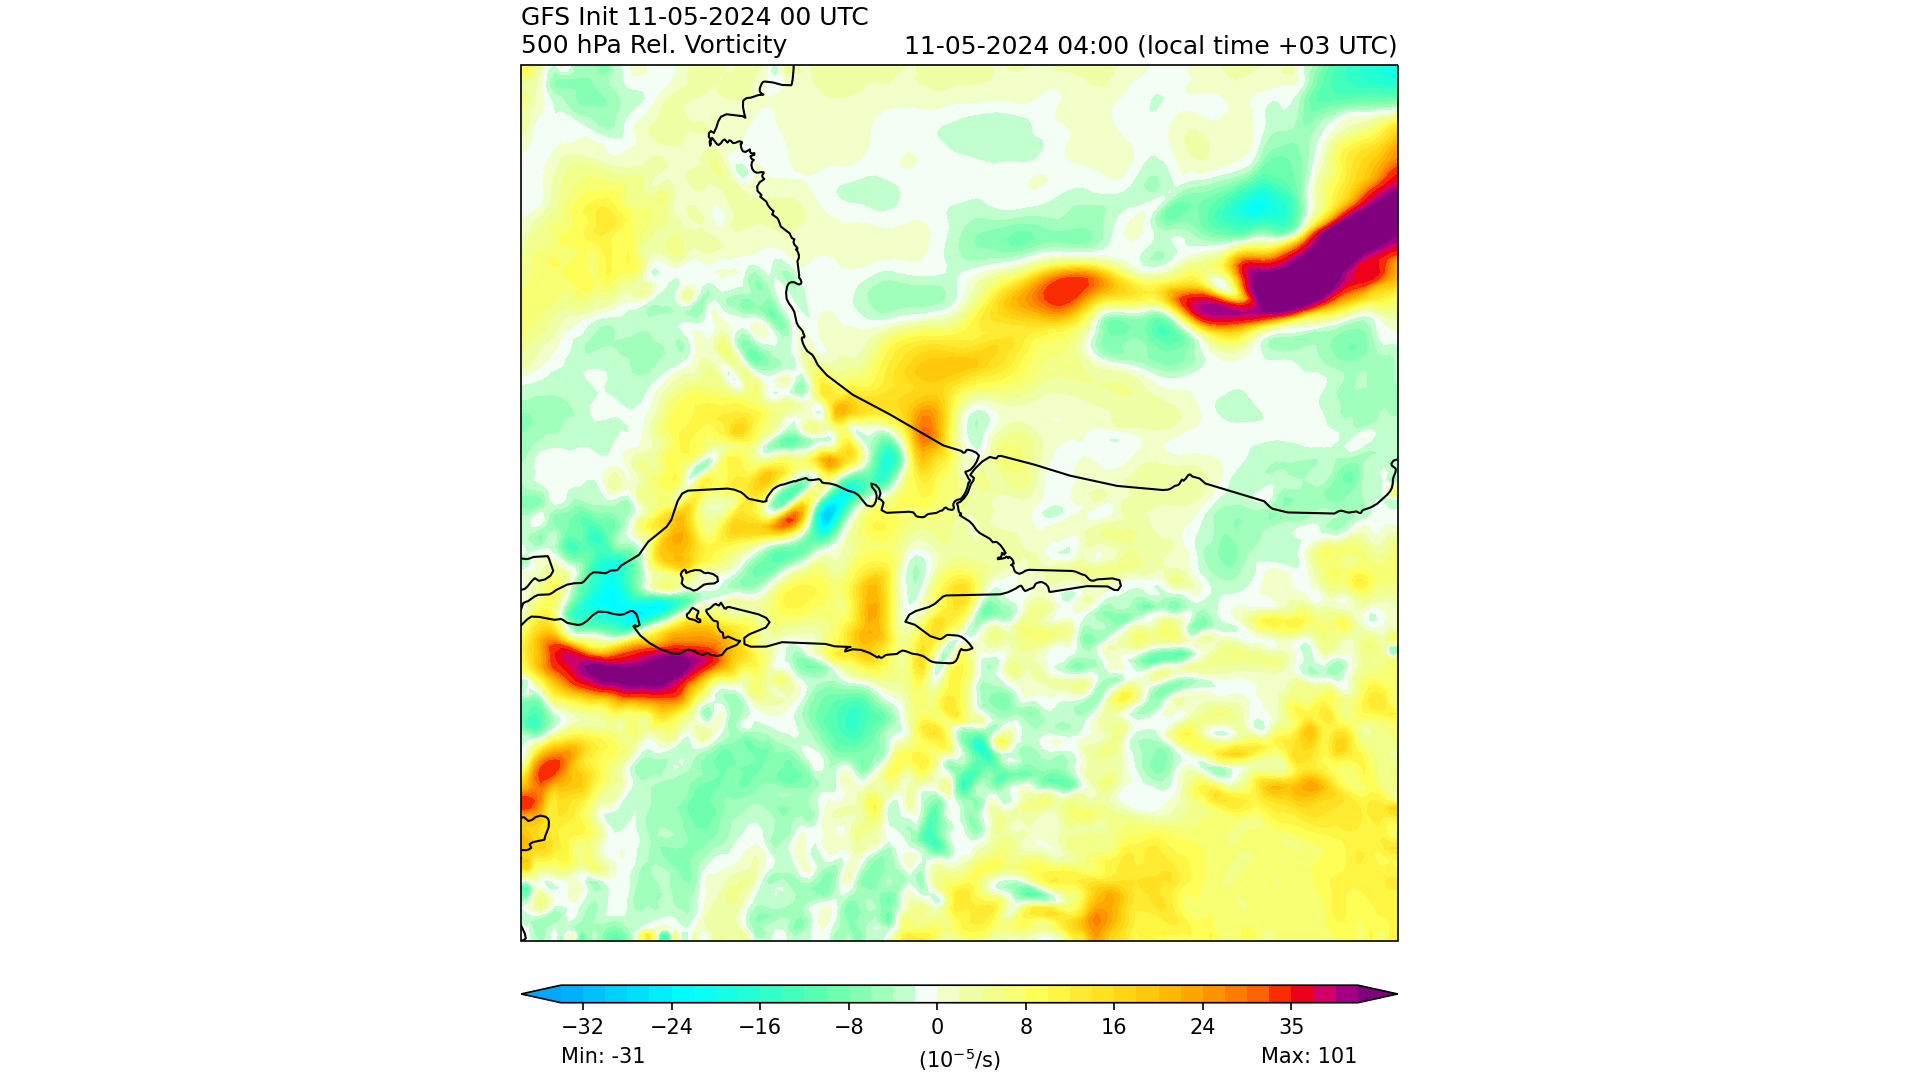 GFS Init 11-05-2024 00 UTC
500 hPa Rel. Vorticity
11-05-2024 04:00 (local time +03 UTC)
−32 −24 −16 −8 0 8 16 24 35
Min: -31
(10⁻⁵/s)
Max: 101